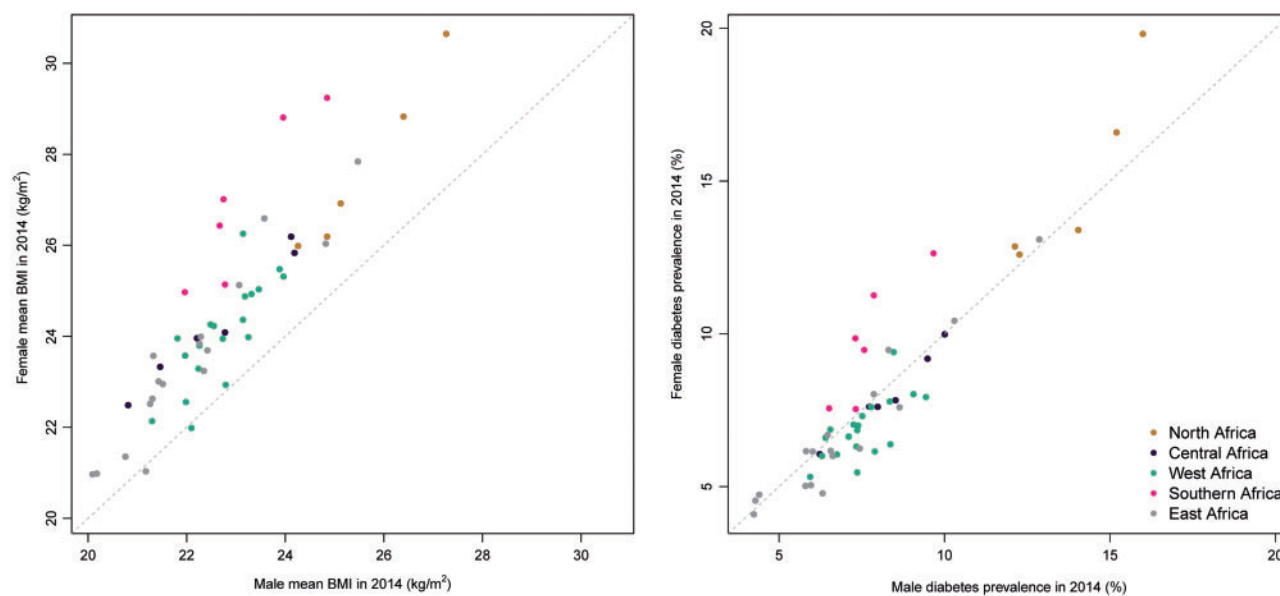 Female mean BMI in 2014 (kg/m²)
30
28
26
24
22
20
20 22 24 26 28 30
Male mean BMI in 2014 (kg/m²)
Female diabetes prevalence in 2014 (%)
20
15
10
5
North Africa
Central Africa
West Africa
Southern Africa
East Africa
5 10 15 20
Male diabetes prevalence in 2014 (%)